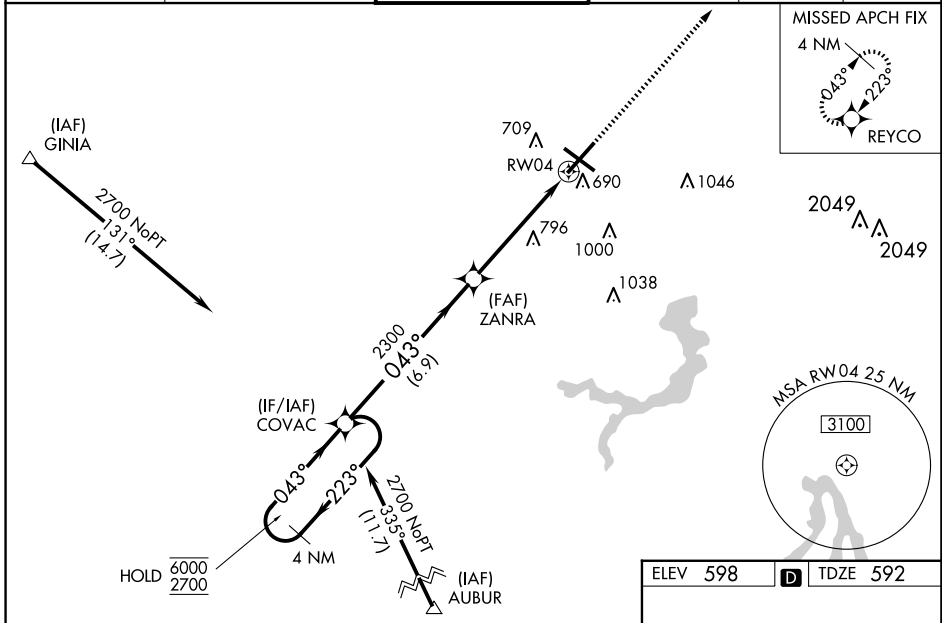 MISSED APCH FIX
4 NM
043°
223°
REYCO
(IAF)
GINIA
2700 NoPT
131°
(14.7)
709
RW04
690
1046
2049
2049
796
1000
1038
(FAF)
ZANRA
2300
043°
(6.9)
(IF/IAF)
COVAC
043°
223°
4 NM
HOLD 6000
2700
2700 NoPT
335°
(11.7)
(IAF)
AUBUR
MSA RW04 25 NM
3100
ELEV 598 D TDZE 592